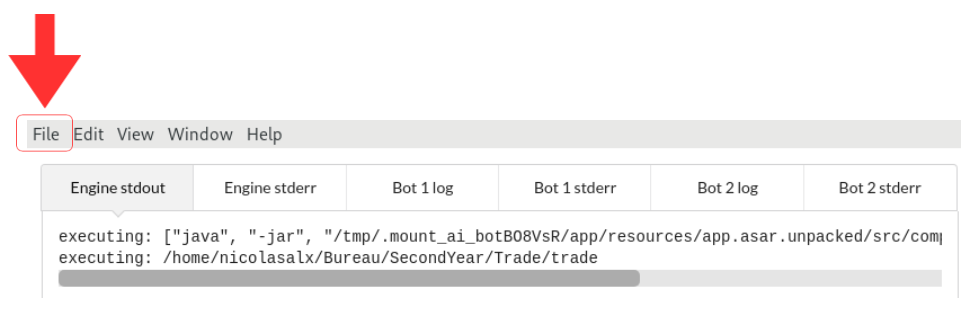 File Edit View Window Help
Engine stdout Engine stderr Bot 1 log Bot 1 stderr Bot 2 log Bot 2 stderr
executing: ["java", "-jar", "/tmp/.mount_ai_botBO8VsR/app/resources/app.asar.unpacked/src/comp
executing: /home/nicolasalx/Bureau/SecondYear/Trade/trade